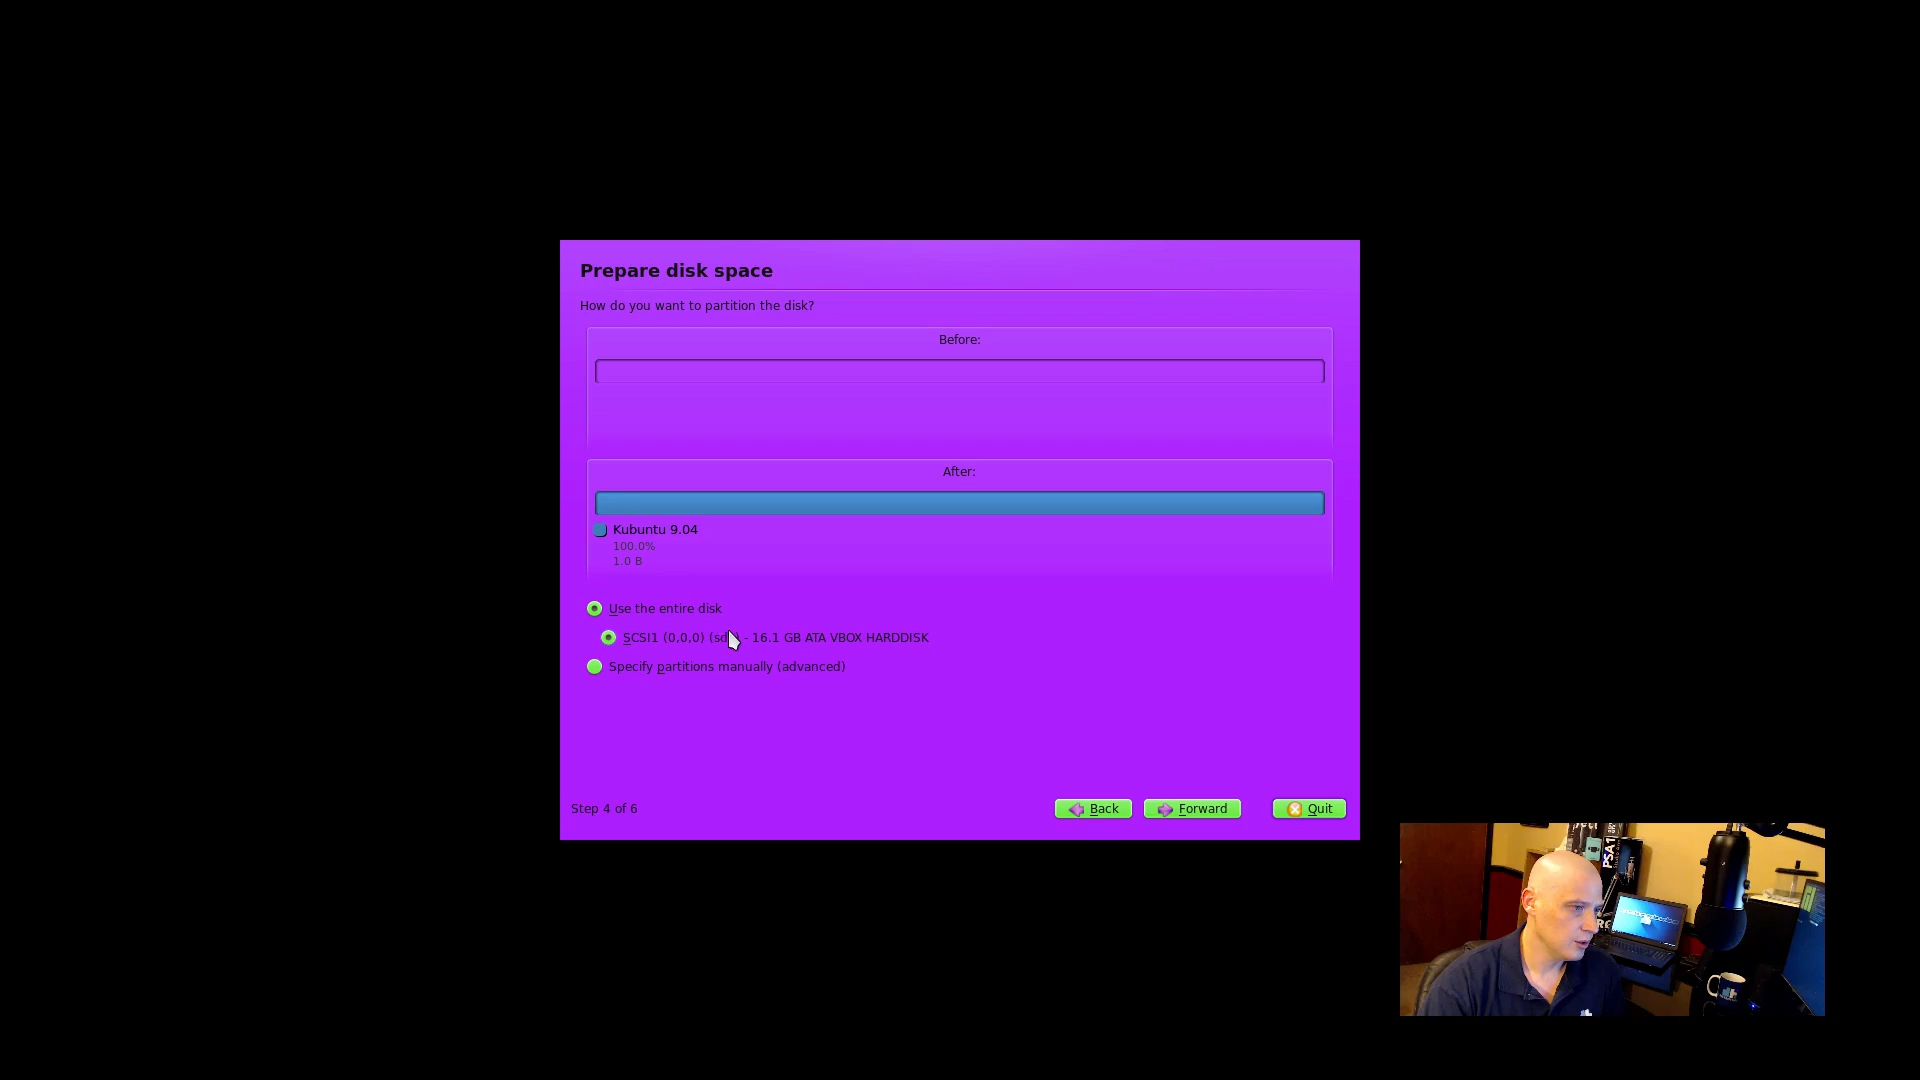 Prepare disk space
How do you want to partition the disk?
Before:
After:
Kubuntu 9.04
100.0%
1.0 B
Use the entire disk
SCSI1 (0,0,0) - 16.1 GB ATA VBOX HARDDISK
Specify partitions manually (advanced)
Step 4 of 6
Back
Forward
Quit
PSA1